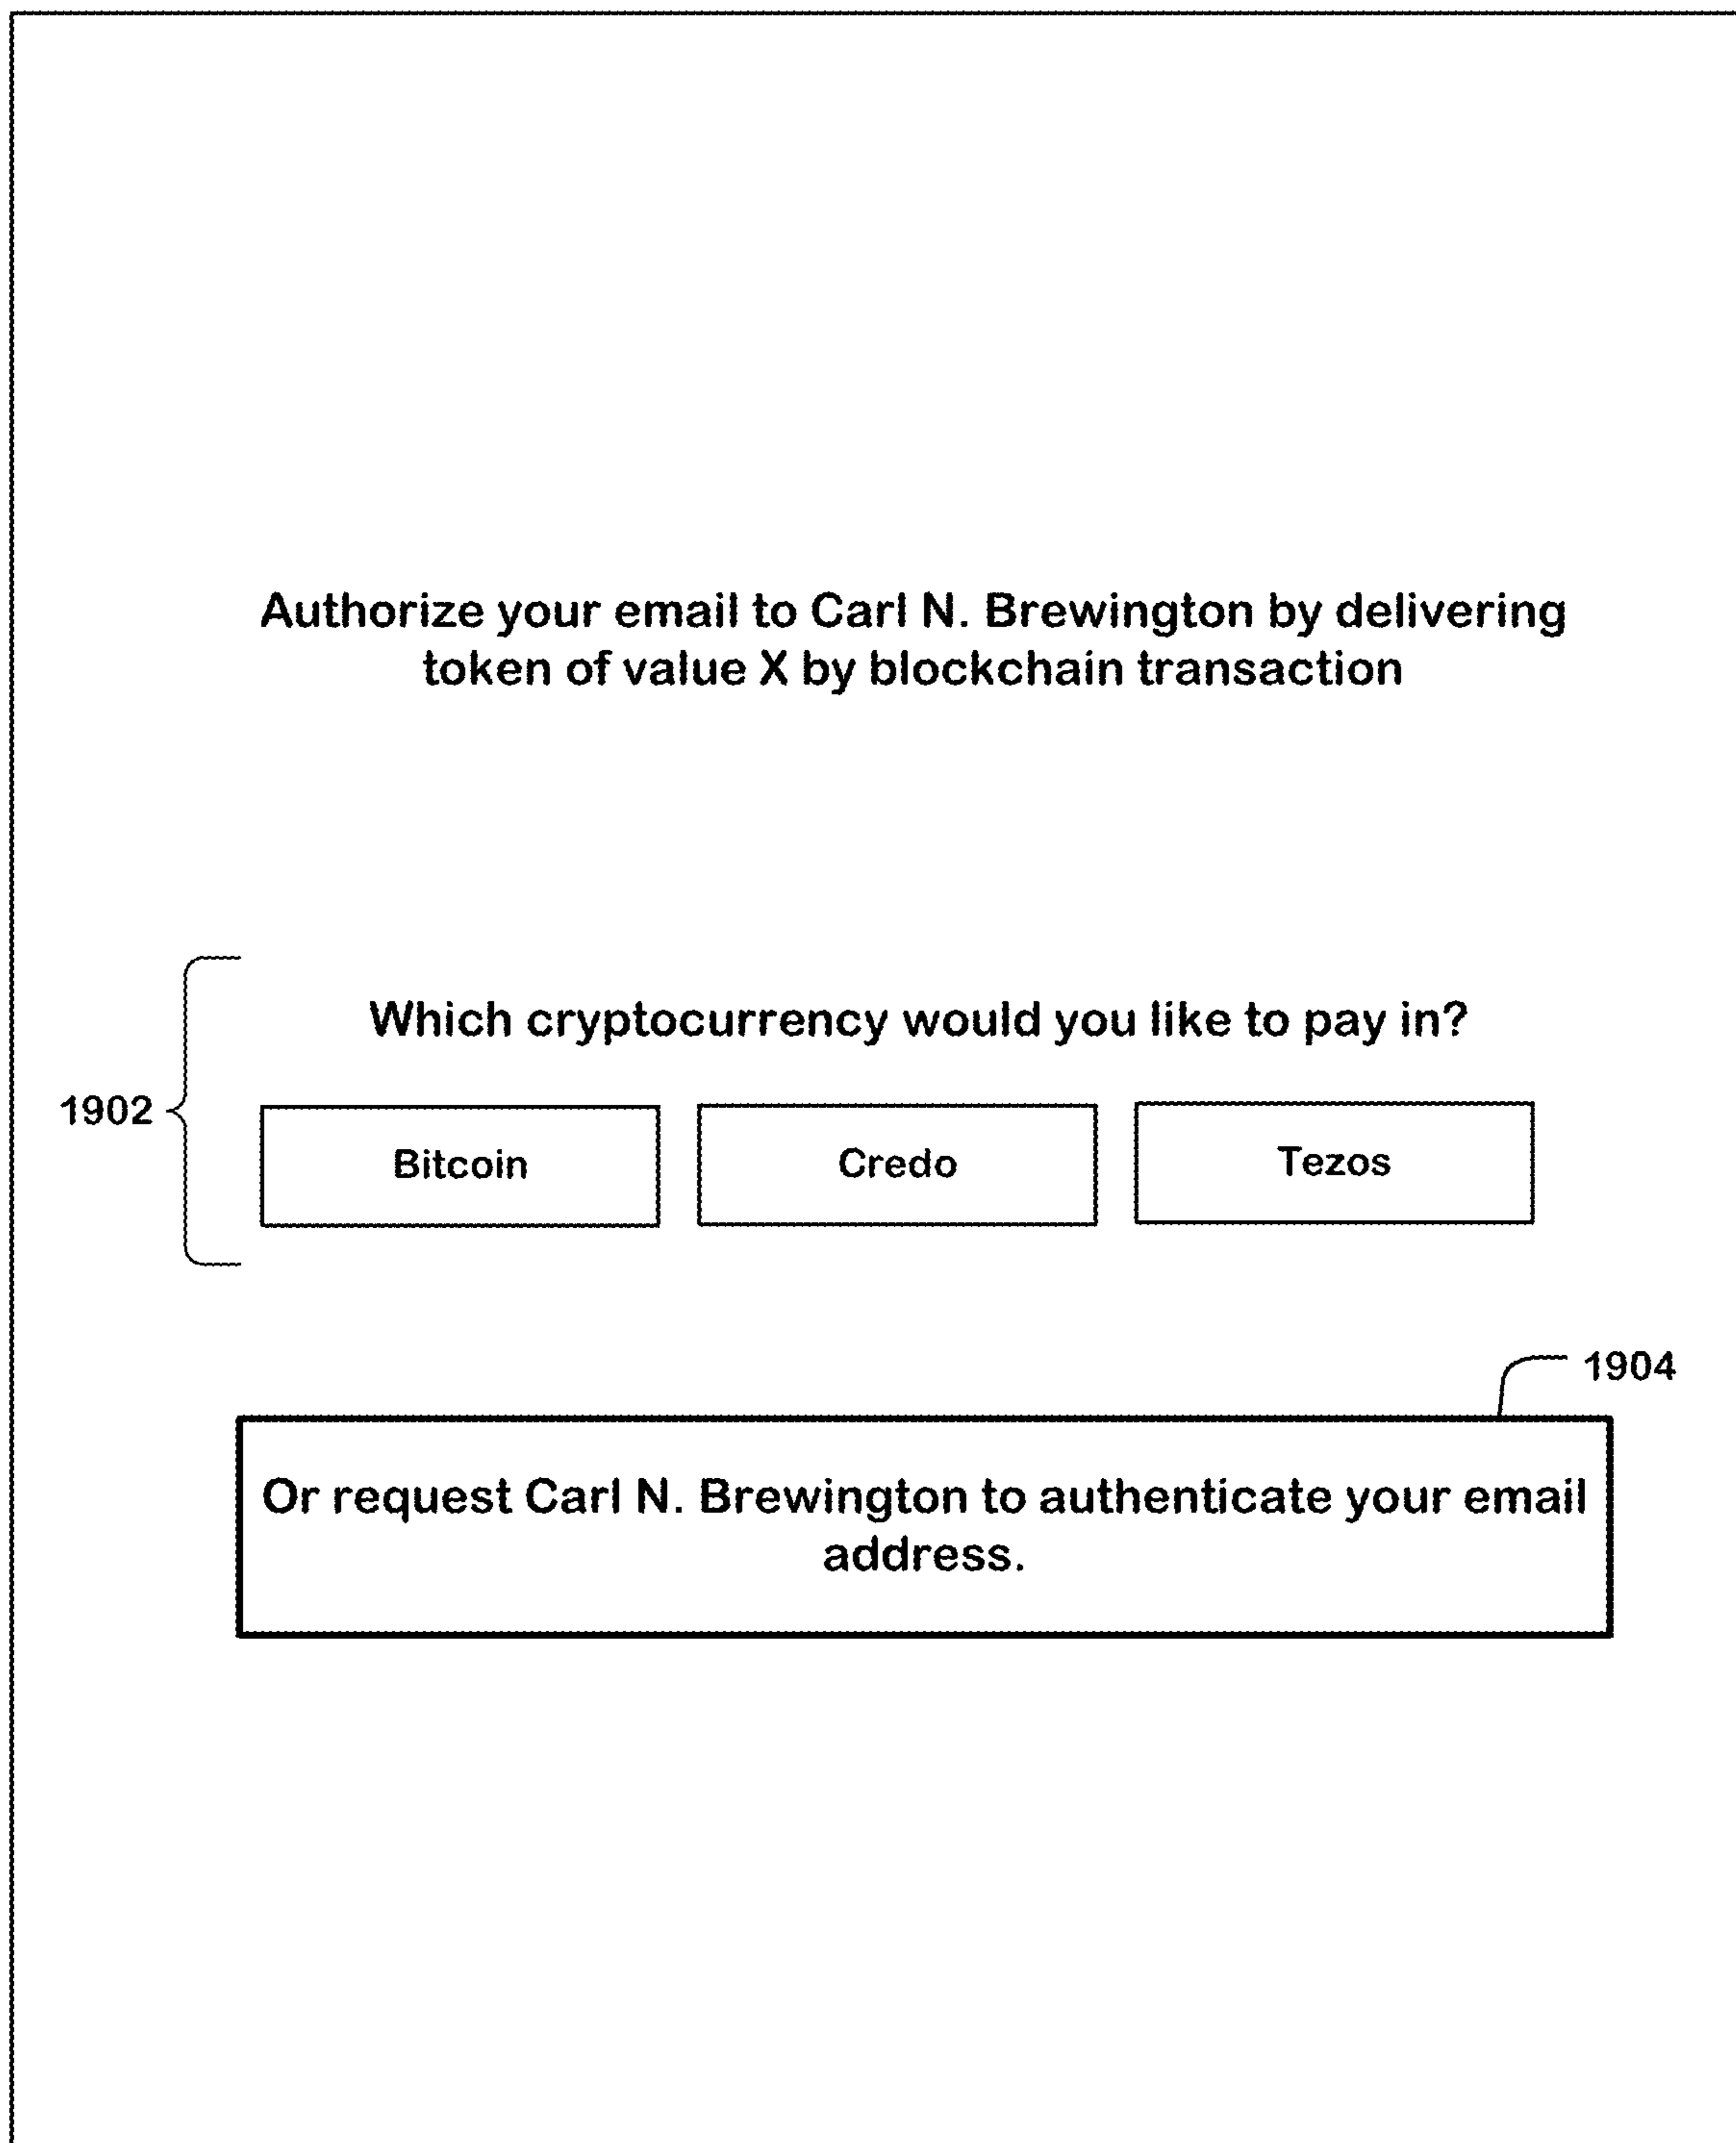 Authorize your email to Carl N. Brewington by delivering
token of value X by blockchain transaction
Which cryptocurrency would you like to pay in?
1902
Bitcoin
Credo
Tezos
1904
Or request Carl N. Brewington to authenticate your email
address.